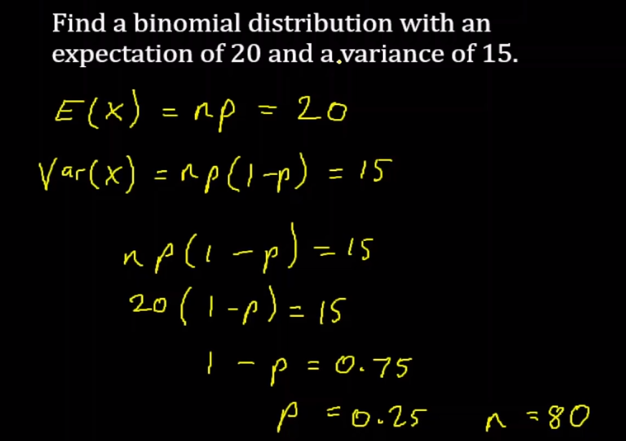 Find a binomial distribution with an
expectation of 20 and a variance of 15.
E(X) = np = 20
Var(X) = np(1-p) = 15
np(1-p) = 15
20(1-p) = 15
1 - p = 0.75
p = 0.25 n = 80